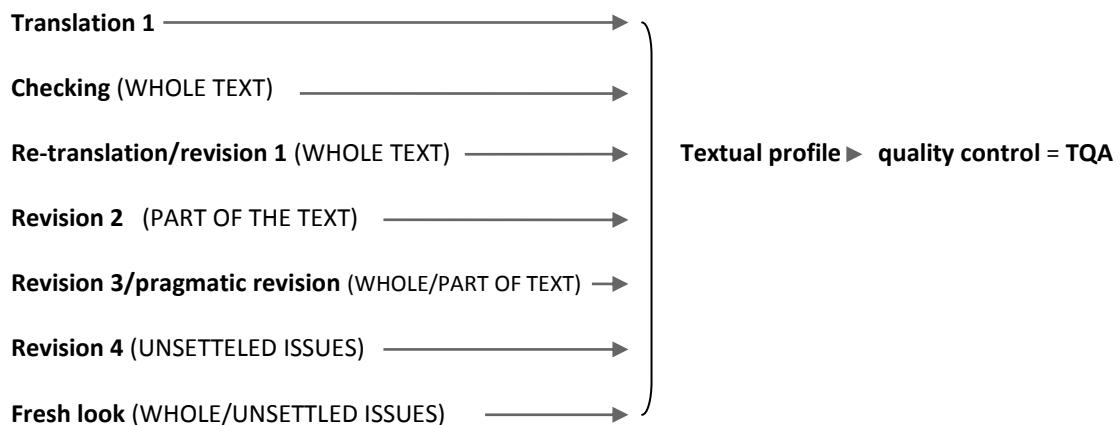 Translation 1
Checking (WHOLE TEXT)
Re-translation/revision 1 (WHOLE TEXT)
Textual profile quality control = TQA
Revision 2 (PART OF THE TEXT)
Revision 3/pragmatic revision (WHOLE/PART OF TEXT)
Revision 4 (UNSETTELED ISSUES)
Fresh look (WHOLE/UNSETTLED ISSUES)